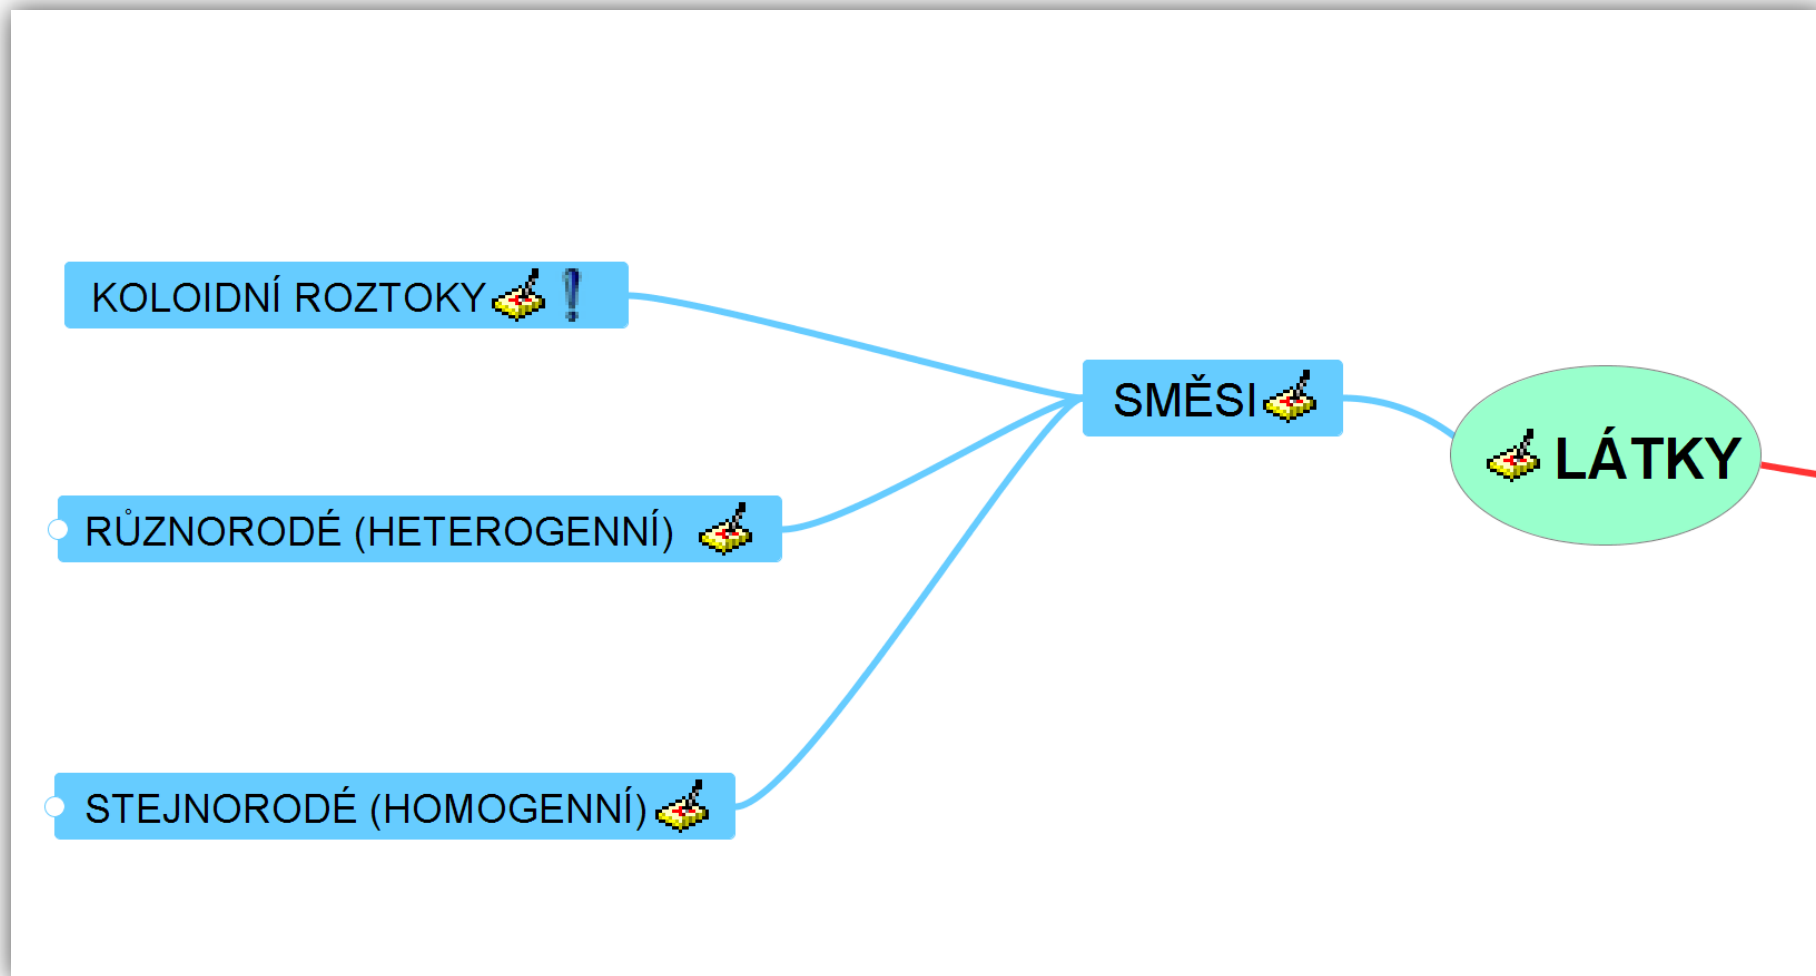 KOLOIDNÍ ROZTOKY
SMĚSI
LÁTKY
RŮZNORODÉ (HETEROGENNÍ)
STEJNORODÉ (HOMOGENNÍ)